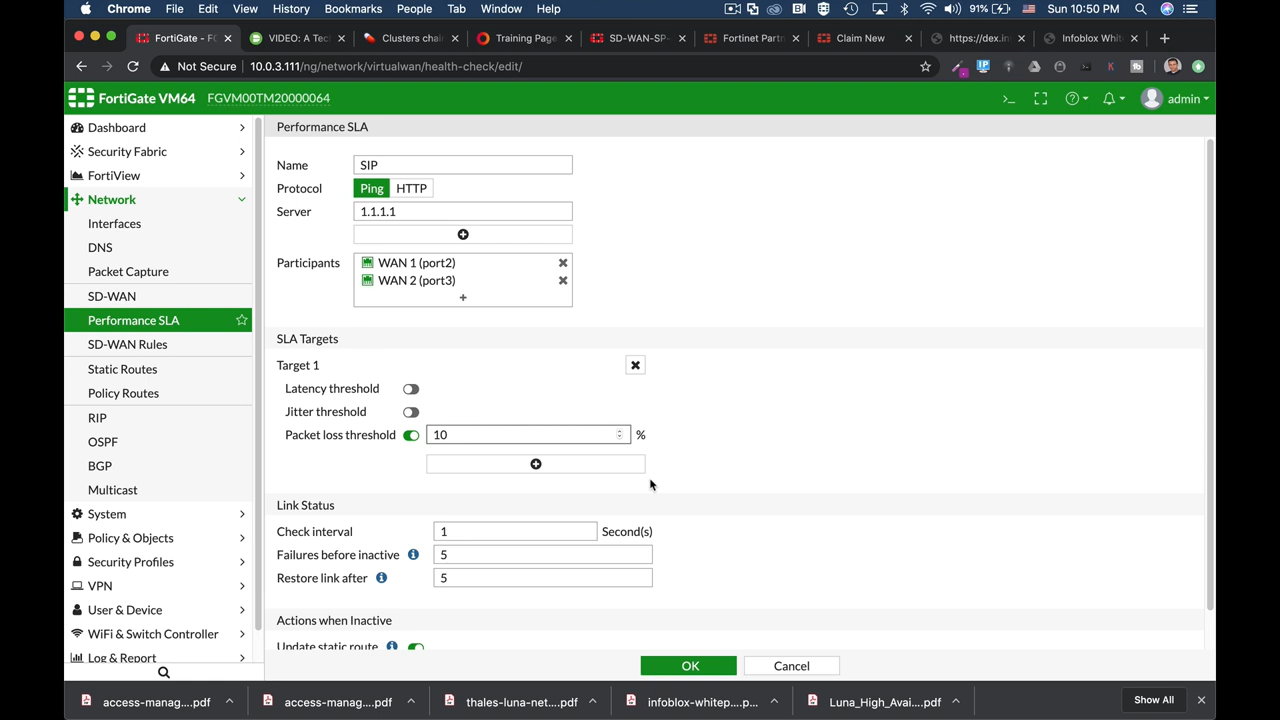 Chrome File Edit View History Bookmarks People Tab Window Help 91% Sun 10:50 PM
FortiGate - F VIDEO: A Tec Clusters chai Training Page SD-WAN-SP- Fortinet Partn Claim New https://dex.in Infoblox Whit
Not Secure 10.0.3.111/ng/network/virtualwan/health-check/edit/
FortiGate VM64 FGVM00TM20000064 admin
Dashboard
Security Fabric
FortiView
Network
Interfaces
DNS
Packet Capture
SD-WAN
Performance SLA
SD-WAN Rules
Static Routes
Policy Routes
RIP
OSPF
BGP
Multicast
System
Policy & Objects
Security Profiles
VPN
User & Device
WiFi & Switch Controller
Log & Report
Performance SLA
Name SIP
Protocol Ping HTTP
Server 1.1.1.1
Participants WAN 1 (port2)
WAN 2 (port3)
SLA Targets
Target 1
Latency threshold
Jitter threshold
Packet loss threshold 10 %
Link Status
Check interval 1 Second(s)
Failures before inactive 5
Restore link after 5
Actions when Inactive
Update static route
OK Cancel
access-manag....pdf access-manag....pdf thales-luna-net....pdf infoblox-whitep....p... Luna_High_Avai....pdf Show All